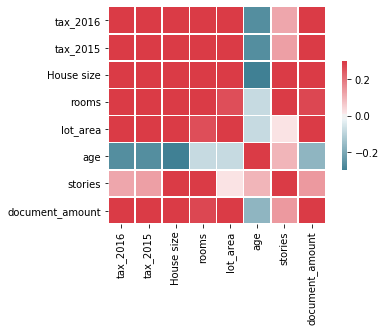 tax_2016
tax_2015
House size
rooms
lot_area
age
stories
document_amount
0.2
0.0
−0.2
tax_2016
tax_2015
House size
rooms
lot_area
age
stories
document_amount